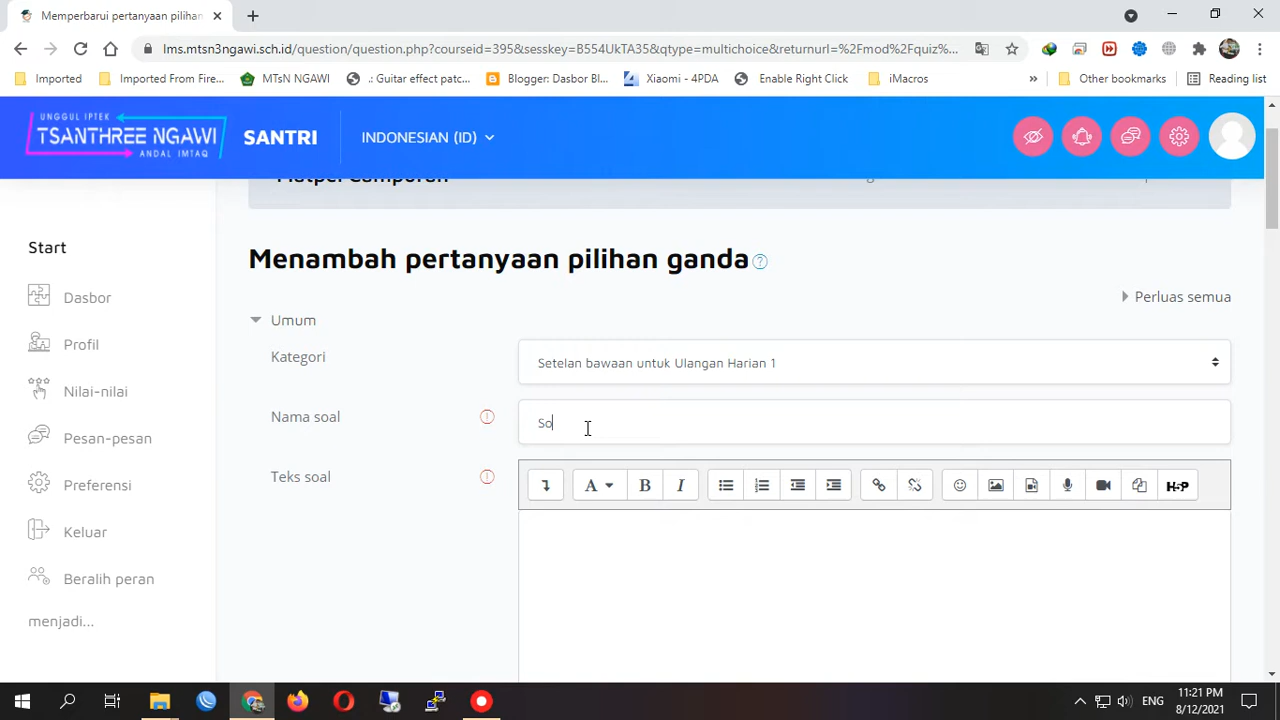 Memperbarui pertanyaan pilihan
lms.mtsn3ngawi.sch.id/question/question.php?courseid=395&sesskey=B554UkTA35&qtype=multichoice&returnurl=%2Fmod%2Fquiz%2F...
Imported
Imported From Fire...
MTsN NGAWI
.: Guitar effect patc...
Blogger: Dasbor Bl...
Xiaomi - 4PDA
Enable Right Click
iMacros
»
Other bookmarks
Reading list
UNGGUL IPTEK
TSANTHREE NGAWI
ANDAL IMTAQ
SANTRI
INDONESIAN (ID)
Start
Dasbor
Profil
Nilai-nilai
Pesan-pesan
Preferensi
Keluar
Beralih peran
menjadi...
Menambah pertanyaan pilihan ganda
Perluas semua
Umum
Kategori
Setelan bawaan untuk Ulangan Harian 1
Nama soal
So
Teks soal
A
B
I
H-P
ENG
11:21 PM
8/12/2021